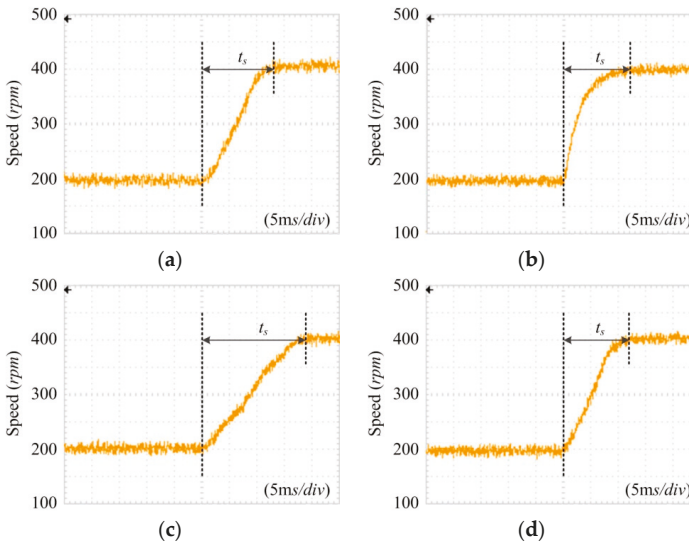 500
400
300
200
100
Speed (rpm)
ts
(5ms/div)
(a)
500
400
300
200
100
Speed (rpm)
ts
(5ms/div)
(b)
500
400
300
200
100
Speed (rpm)
ts
(5ms/div)
(c)
500
400
300
200
100
Speed (rpm)
ts
(5ms/div)
(d)